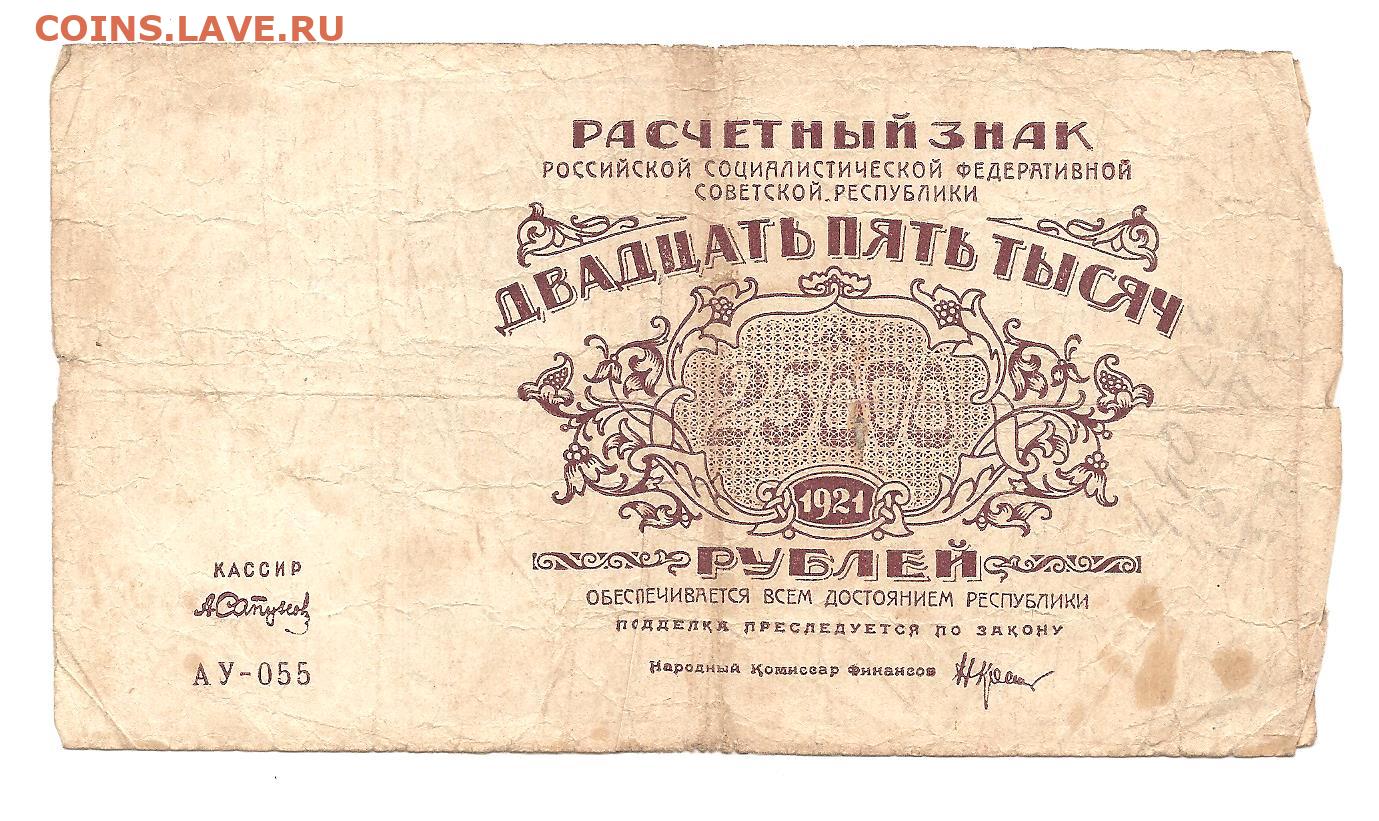 COINS.LAVE.RU
РАСЧЕТНЫЙ ЗНАК
РОССИЙСКОЙ СОЦИАЛИСТИЧЕСКОЙ ФЕДЕРАТИВНОЙ
СОВЕТСКОЙ РЕСПУБЛИКИ
ДВАДЦАТЬ ПЯТЬ ТЫСЯЧ
25000
1921
РУБЛЕЙ
ОБЕСПЕЧИВАЕТСЯ ВСЕМ ДОСТОЯНИЕМ РЕСПУБЛИКИ
ПОДДЕЛКА ПРЕСЛЕДУЕТСЯ ПО ЗАКОНУ
Народный Комиссар Финансов
КАССИР
АУ-055